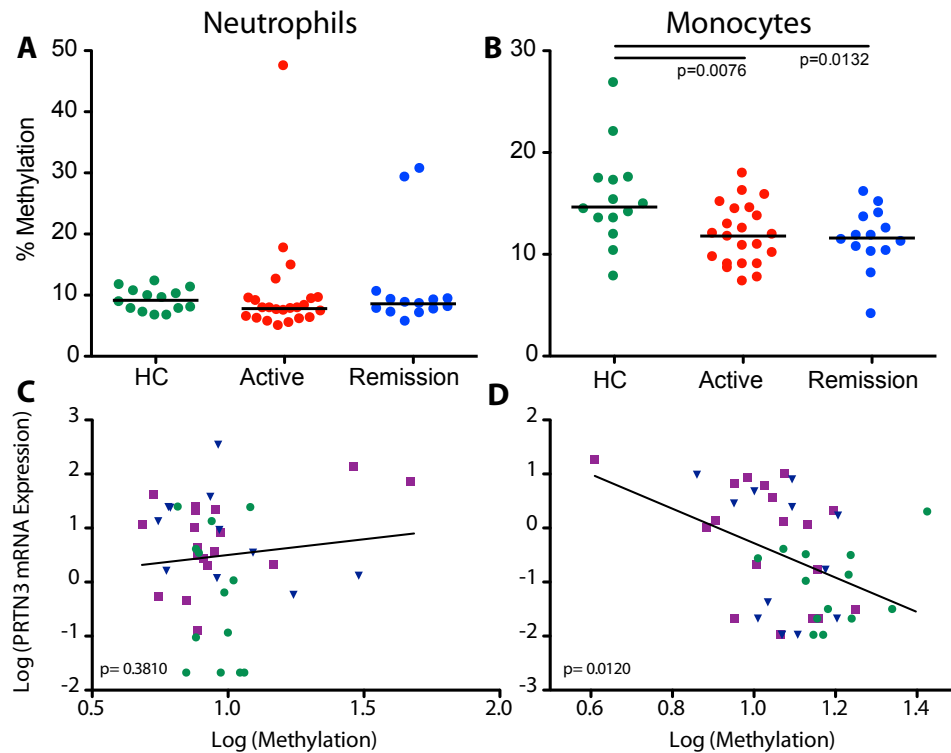 Neutrophils
Monocytes
A
B
% Methylation
50
40
30
20
10
0
HC Active Remission
30
20
10
0
p=0.0076
p=0.0132
HC Active Remission
C
D
Log (PRTN3 mRNA Expression)
3
2
1
0
-1
-2
p= 0.3810
0.5 1.0 1.5 2.0
Log (Methylation)
2
1
0
-1
-2
-3
p= 0.0120
0.6 0.8 1.0 1.2 1.4
Log (Methylation)